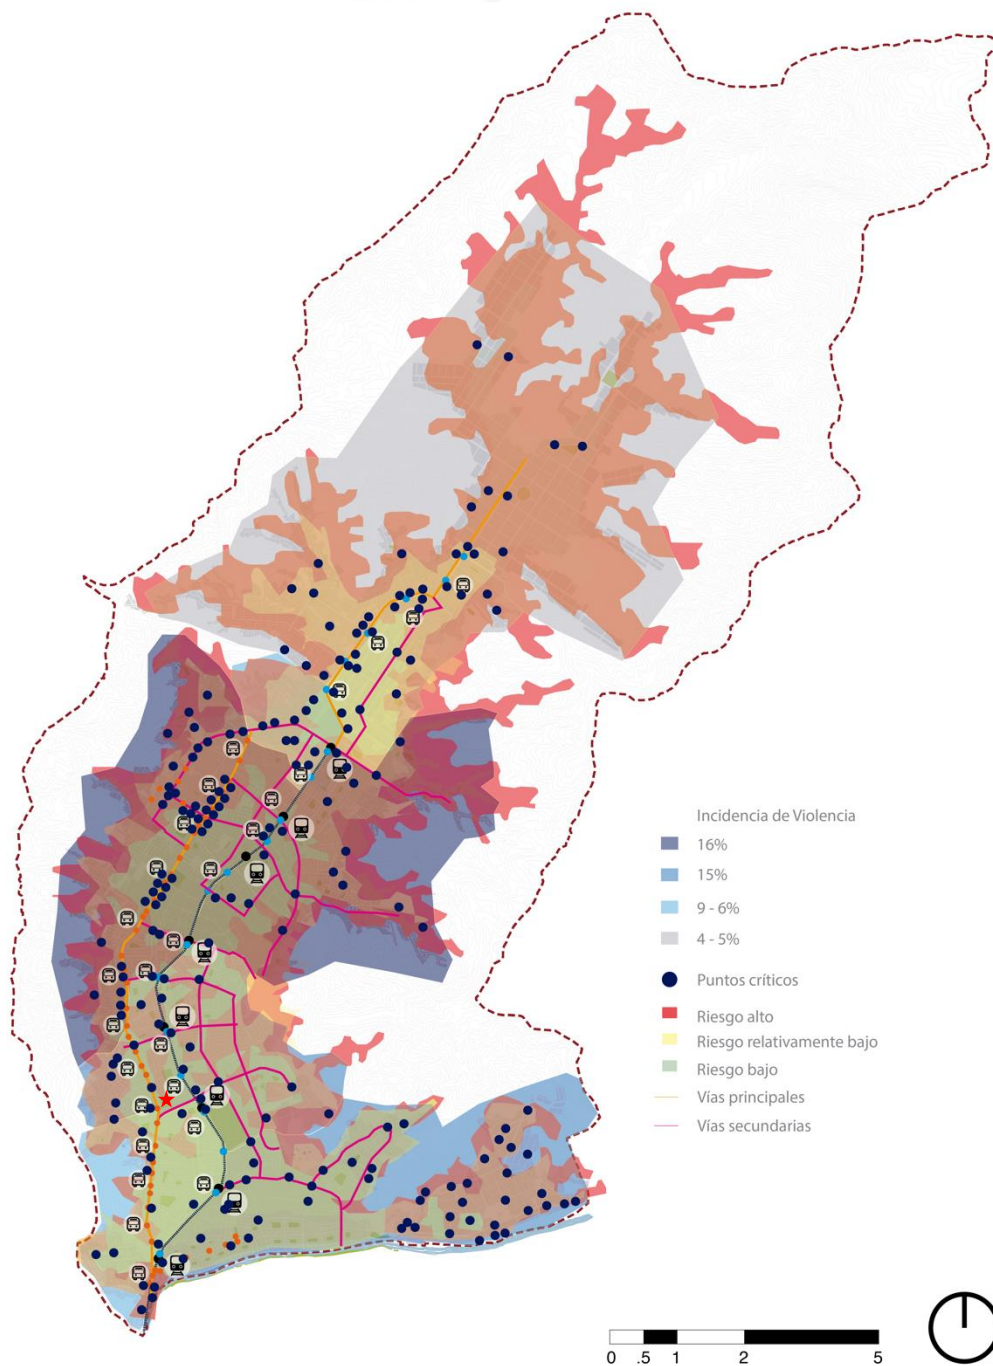 Incidencia de Violencia
16%
15%
9 - 6%
4 - 5%
Puntos críticos
Riesgo alto
Riesgo relativamente bajo
Riesgo bajo
Vías principales
Vías secundarias
0 .5 1 2 5